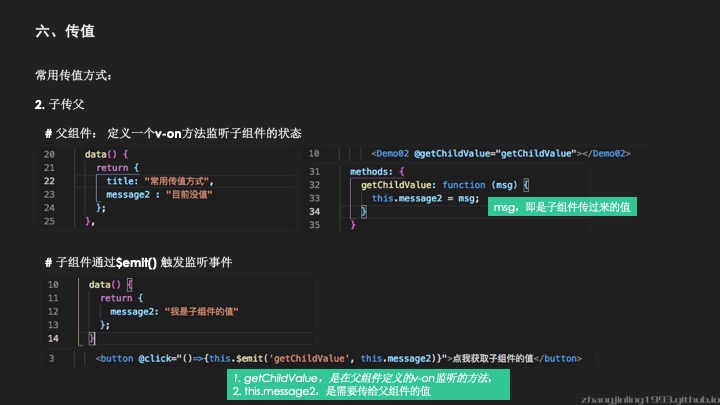 六、传值
常用传值方式：
2. 子传父
# 父组件： 定义一个v-on方法监听子组件的状态
20 data() {
21 return {
22 title: "常用传值方式",
23 message2 : "目前没值"
24 };
25 },
10 <Demo02 @getChildValue="getChildValue"></Demo02>
31 methods: {
32 getChildValue: function (msg) {
33 this.message2 = msg;
34 }
35 }
msg，即是子组件传过来的值
# 子组件通过$emit() 触发监听事件
10 data() {
11 return {
12 message2: "我是子组件的值"
13 };
14 }
3 <button @click="()=>{this.$emit('getChildValue', this.message2)}">点我获取子组件的值</button>
1. getChildValue，是在父组件定义的v-on监听的方法，
2. this.message2，是需要传给父组件的值
zhangjinling1993.github.io